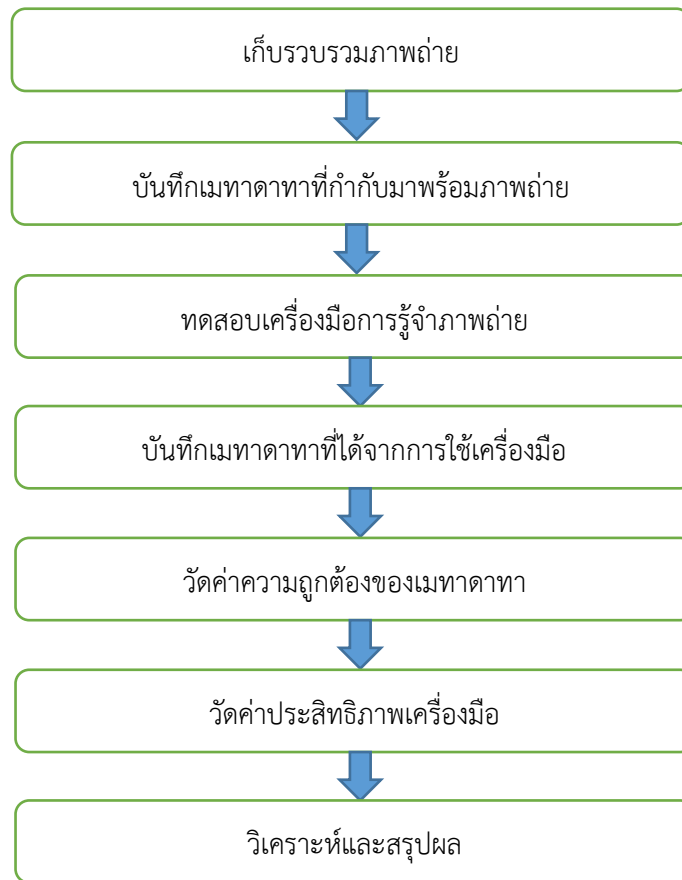 เก็บรวบรวมภาพถ่าย
บันทึกเมทาดาทาที่กำกับมาพร้อมภาพถ่าย
ทดสอบเครื่องมือการรู้จำภาพถ่าย
บันทึกเมทาดาทาที่ได้จากการใช้เครื่องมือ
วัดค่าความถูกต้องของเมทาดาทา
วัดค่าประสิทธิภาพเครื่องมือ
วิเคราะห์และสรุปผล